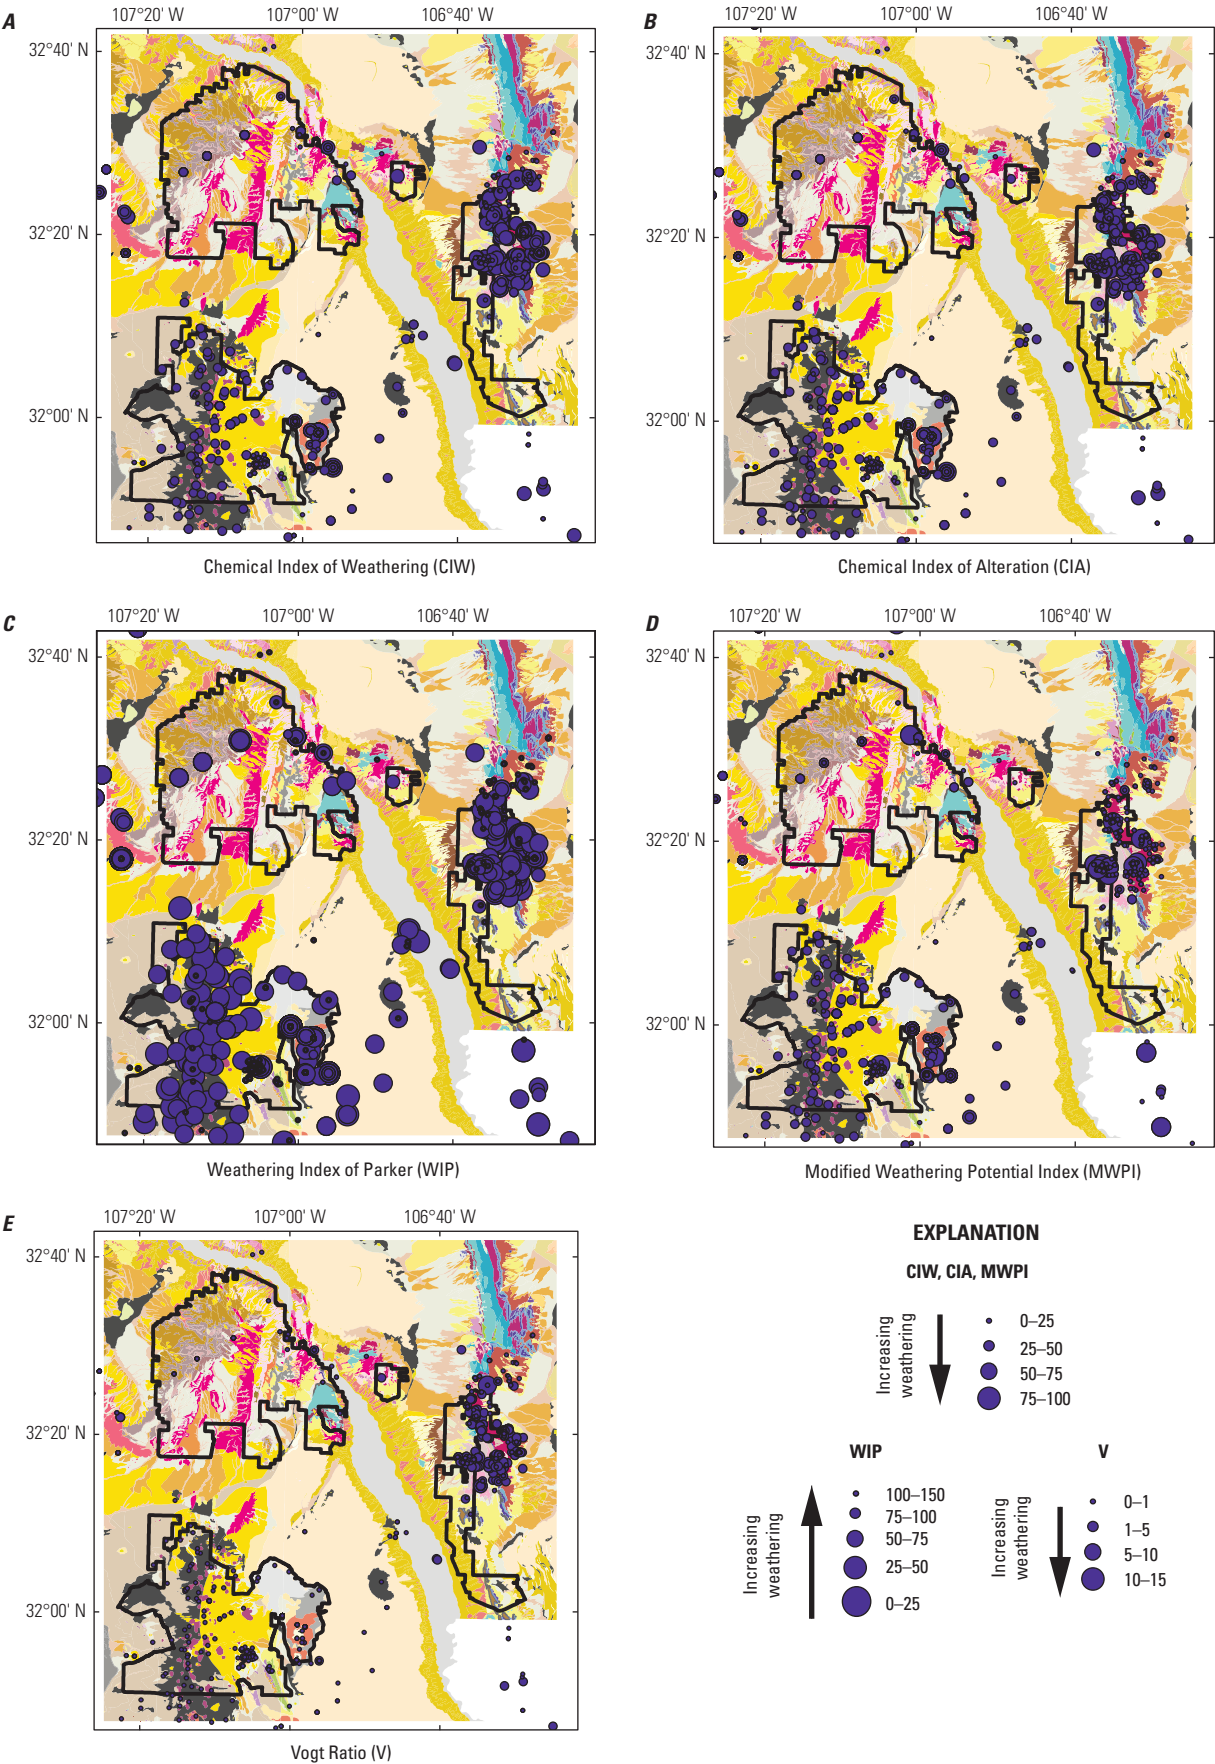 A
107°20' W 107°00' W 106°40' W
32°40' N
32°20' N
32°00' N
Chemical Index of Weathering (CIW)
B
107°20' W 107°00' W 106°40' W
32°40' N
32°20' N
32°00' N
Chemical Index of Alteration (CIA)
C
107°20' W 107°00' W 106°40' W
32°40' N
32°20' N
32°00' N
Weathering Index of Parker (WIP)
D
107°20' W 107°00' W 106°40' W
32°40' N
32°20' N
32°00' N
Modified Weathering Potential Index (MWPI)
E
107°20' W 107°00' W 106°40' W
32°40' N
32°20' N
32°00' N
Vogt Ratio (V)
EXPLANATION
CIW, CIA, MWPI
Increasing
weathering
0–25
25–50
50–75
75–100
WIP
Increasing
weathering
100–150
75–100
50–75
25–50
0–25
V
Increasing
weathering
0–1
1–5
5–10
10–15